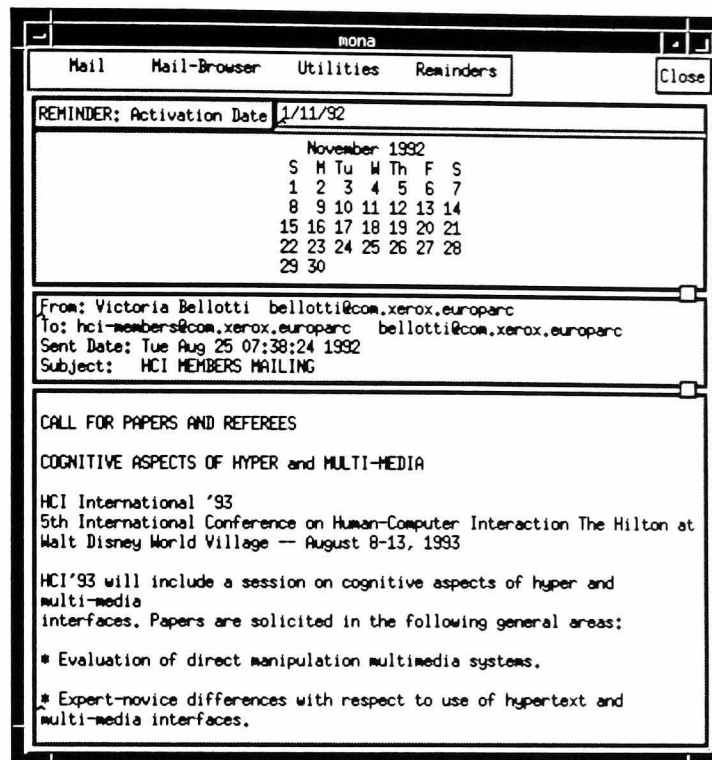 mona
Mail Mail-Browser Utilities Reminders Close
REMINDER: Activation Date 1/11/92
November 1992
S M Tu W Th F S
1 2 3 4 5 6 7
8 9 10 11 12 13 14
15 16 17 18 19 20 21
22 23 24 25 26 27 28
29 30
From: Victoria Bellotti bellotti@com.xerox.europarc
To: hci-members@com.xerox.europarc bellotti@com.xerox.europarc
Sent Date: Tue Aug 25 07:38:24 1992
Subject: HCI MEMBERS MAILING
CALL FOR PAPERS AND REFEREES
COGNITIVE ASPECTS OF HYPER and MULTI-MEDIA
HCI International '93
5th International Conference on Human-Computer Interaction The Hilton at
Walt Disney World Village -- August 8-13, 1993
HCI'93 will include a session on cognitive aspects of hyper and
multi-media
interfaces. Papers are solicited in the following general areas:
* Evaluation of direct manipulation multimedia systems.
* Expert-novice differences with respect to use of hypertext and
multi-media interfaces.